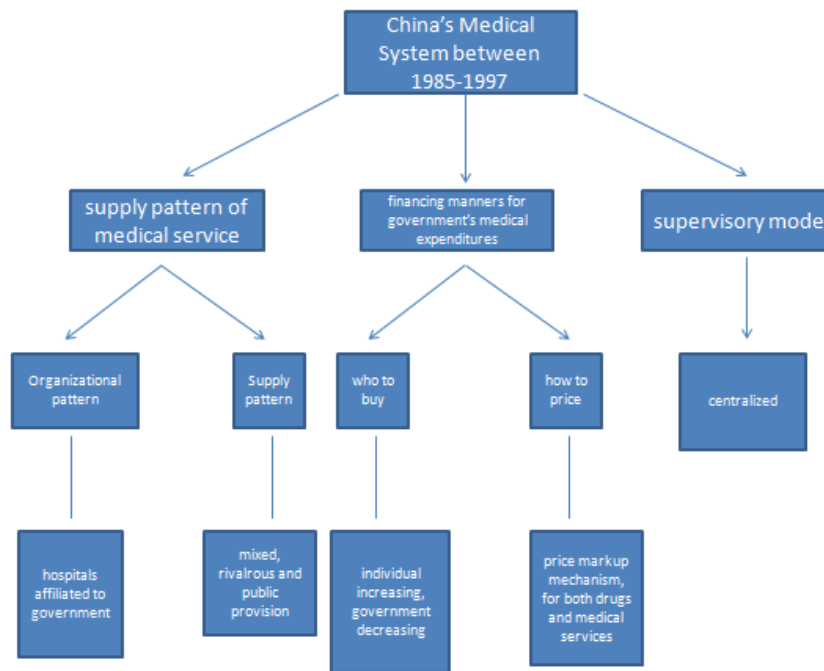 China's Medical
System between
1985-1997
supply pattern of
medical service
financing manners for
government's medical
expenditures
supervisory mode
Organizational
pattern
Supply
pattern
who to
buy
how to
price
centralized
hospitals
affiliated to
government
mixed,
rivalrous and
public
provision
individual
increasing,
government
decreasing
price markup
mechanism,
for both drugs
and medical
services